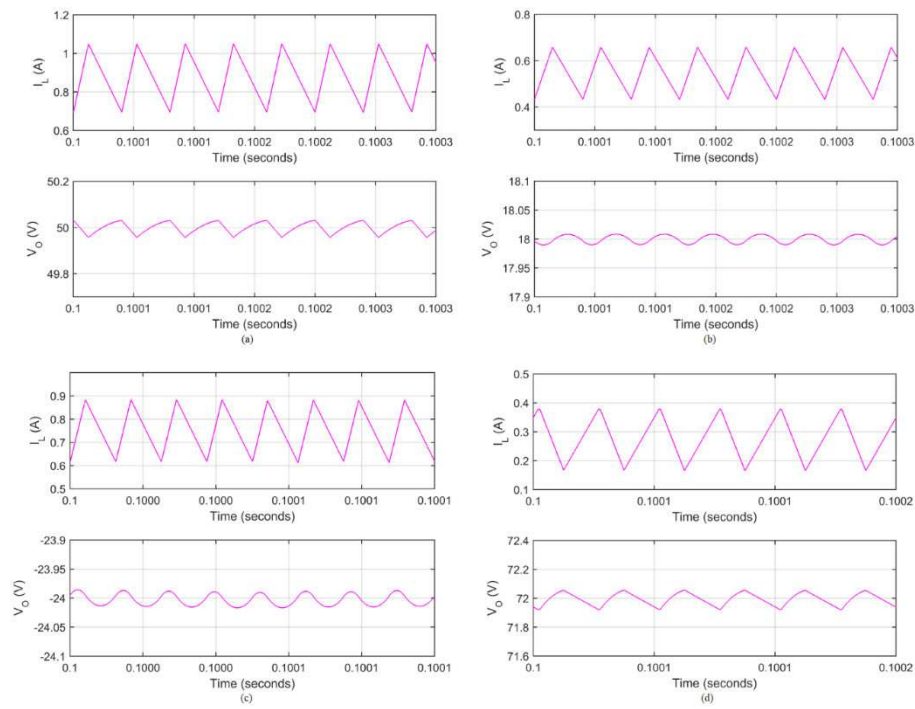 1.2
1
0.8
0.6
I_L (A)
0.1 0.1001 0.1001 0.1002 0.1002 0.1003 0.1003
Time (seconds)
50.2
50
49.8
V_O (V)
0.1 0.1001 0.1001 0.1002 0.1002 0.1003 0.1003
Time (seconds)
(a)
0.8
0.6
0.4
I_L (A)
0.1 0.1001 0.1001 0.1002 0.1002 0.1003 0.1003
Time (seconds)
18.1
18.05
18
17.95
17.9
V_O (V)
0.1 0.1001 0.1001 0.1002 0.1002 0.1003 0.1003
Time (seconds)
(b)
0.9
0.8
0.7
0.6
0.5
I_L (A)
0.1 0.1000 0.1000 0.1001 0.1001 0.1001
Time (seconds)
-23.9
-23.95
-24
-24.05
-24.1
V_O (V)
0.1 0.1000 0.1000 0.1001 0.1001 0.1001
Time (seconds)
(c)
0.5
0.4
0.3
0.2
0.1
I_L (A)
0.1 0.1001 0.1001 0.1002
Time (seconds)
72.4
72.2
72
71.8
71.6
V_O (V)
0.1 0.1001 0.1001 0.1002
Time (seconds)
(d)